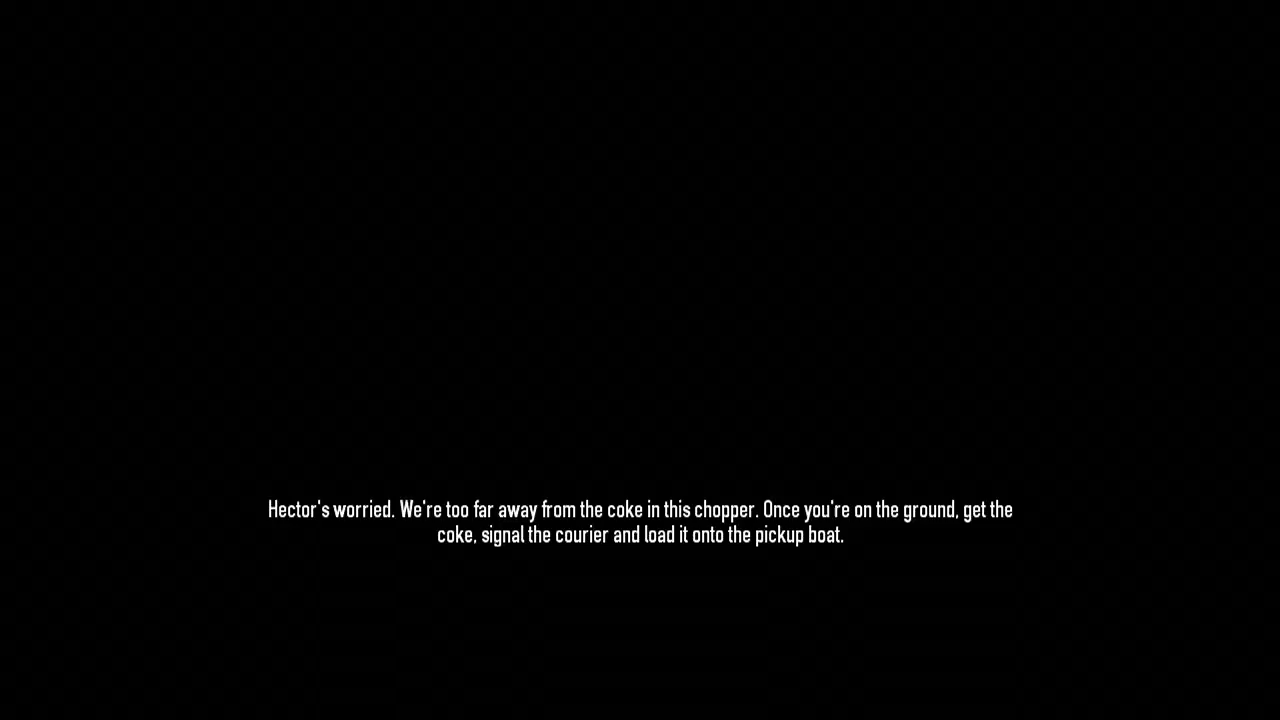 Hector's worried. We're too far away from the coke in this chopper. Once you're on the ground, get the
coke, signal the courier and load it onto the pickup boat.